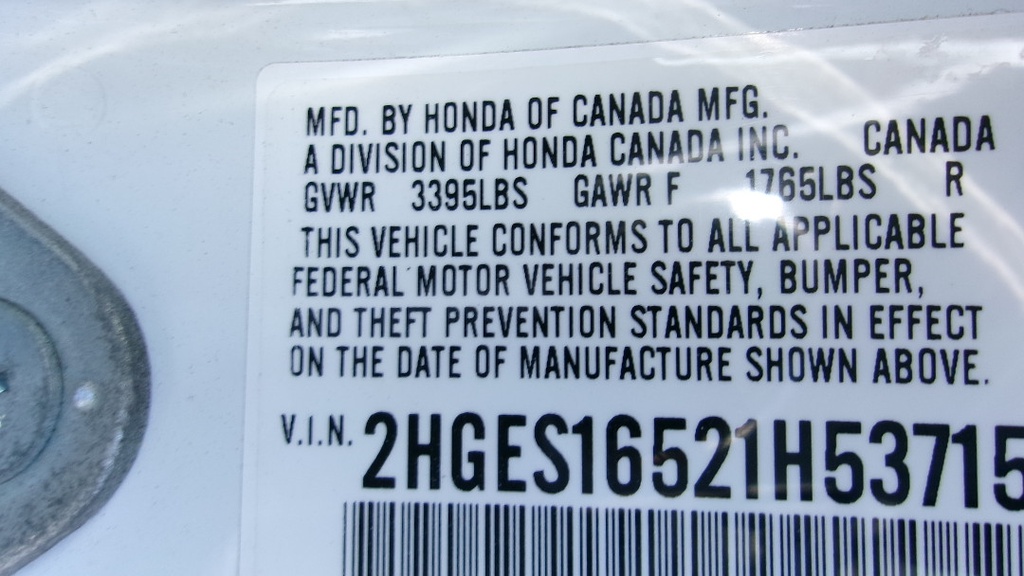 MFD. BY HONDA OF CANADA MFG.
A DIVISION OF HONDA CANADA INC. CANADA
GVWR 3395LBS GAWR F 1765LBS R
THIS VEHICLE CONFORMS TO ALL APPLICABLE
FEDERAL MOTOR VEHICLE SAFETY, BUMPER,
AND THEFT PREVENTION STANDARDS IN EFFECT
ON THE DATE OF MANUFACTURE SHOWN ABOVE.
V.I.N. 2HGES16521H53715